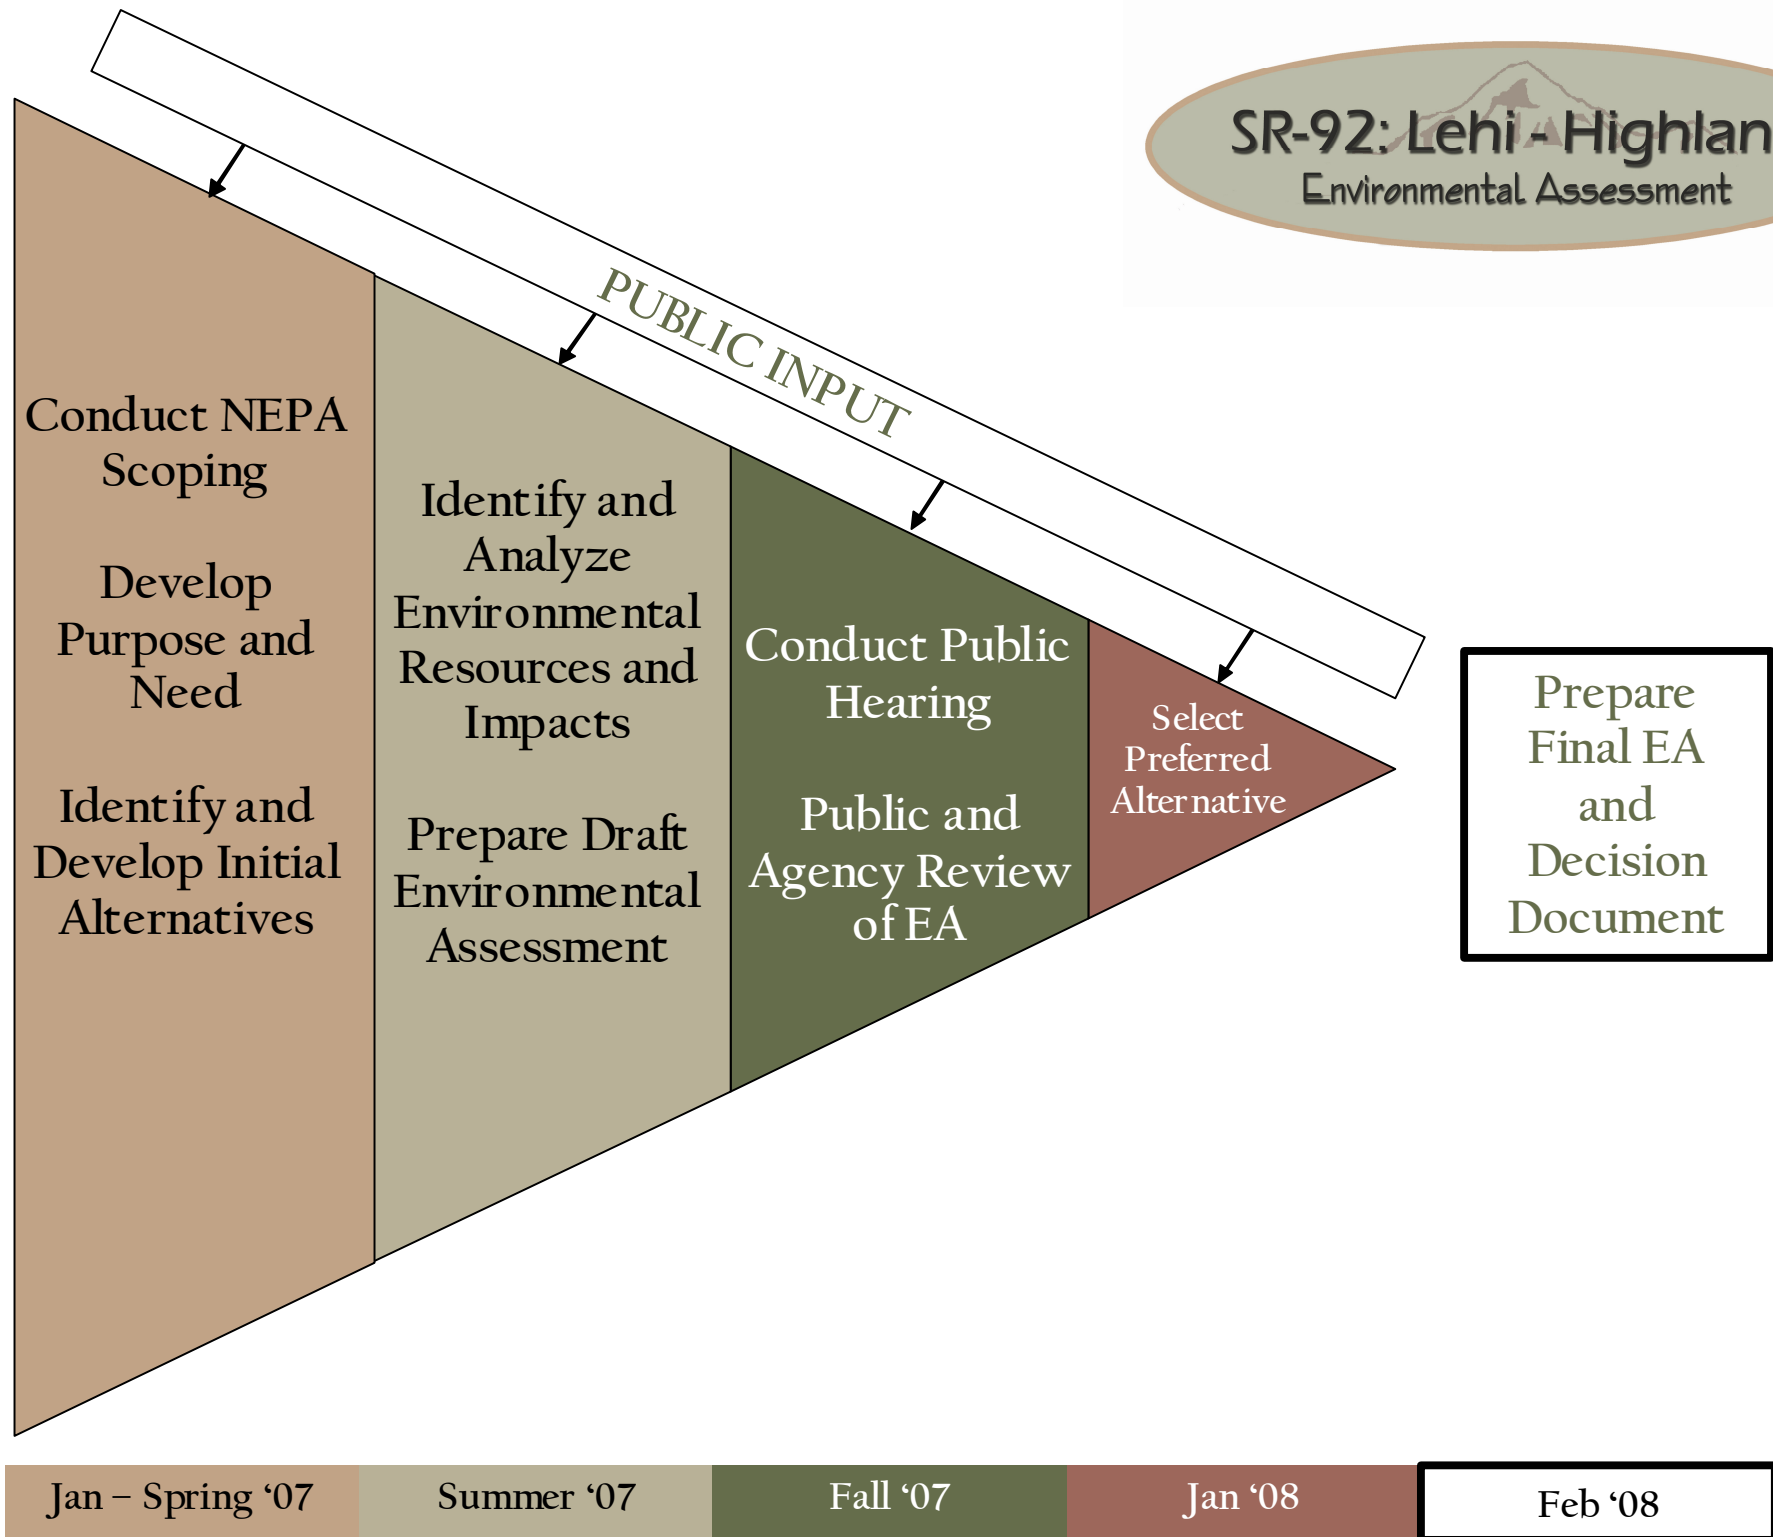 SR-92: Lehi - Highlan
Environmental Assessment
PUBLIC INPUT
Conduct NEPA
Scoping
Develop
Purpose and
Need
Identify and
Develop Initial
Alternatives
Identify and
Analyze
Environmental
Resources and
Impacts
Prepare Draft
Environmental
Assessment
Conduct Public
Hearing
Public and
Agency Review
of EA
Select
Preferred
Alternative
Prepare
Final EA
and
Decision
Document
Jan – Spring ‘07
Summer ‘07
Fall ‘07
Jan ‘08
Feb ‘08